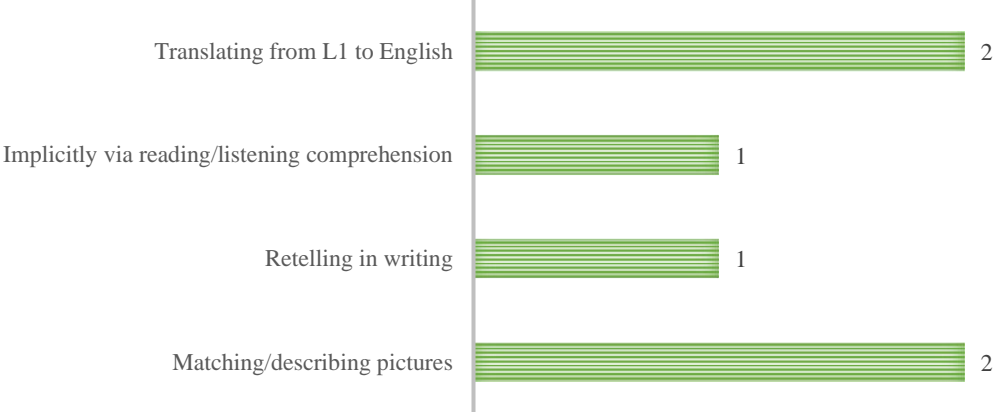 Translating from L1 to English 2
Implicitly via reading/listening comprehension 1
Retelling in writing 1
Matching/describing pictures 2